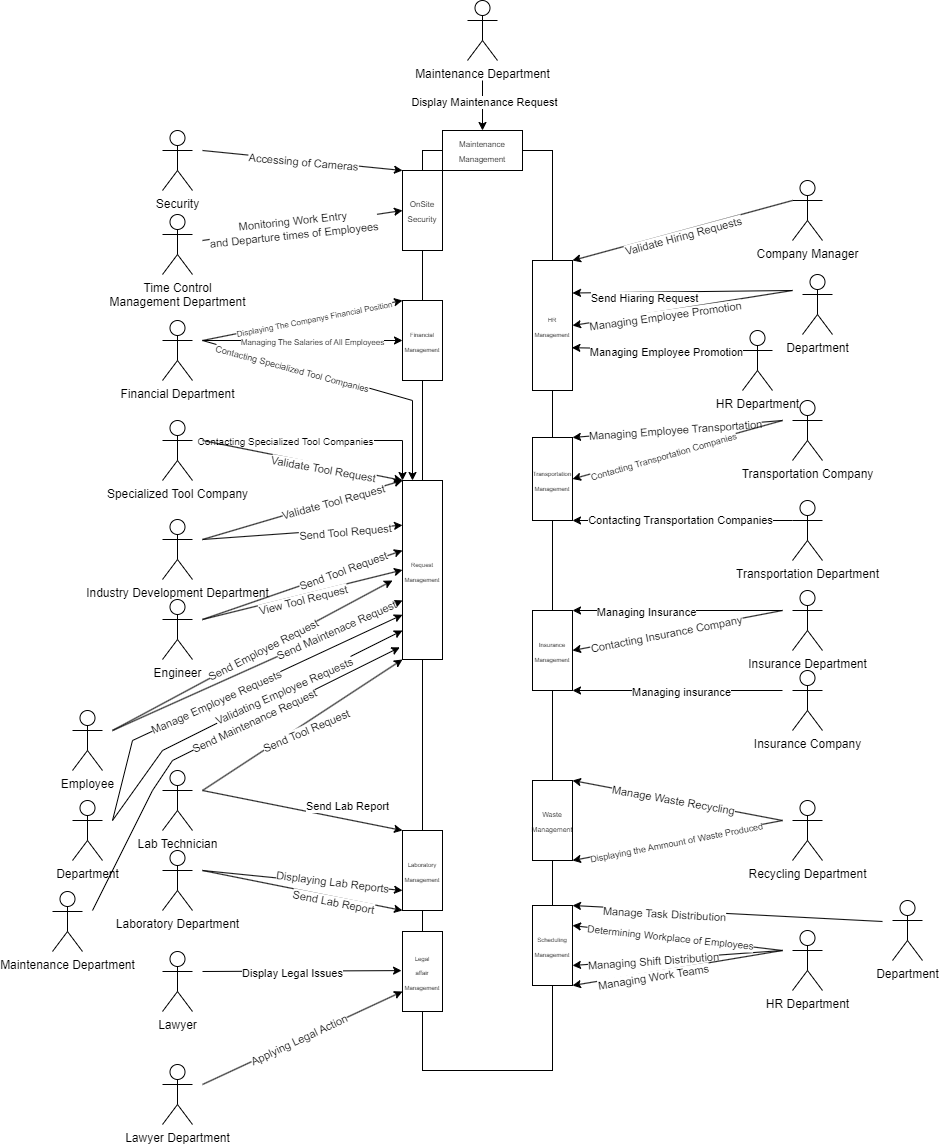 Maintenance Department
Display Maintenance Request
Maintenance
Management
Accessing of Cameras
Security
OnSite
Security
Monitoring Work Entry
and Departure times of Employees
Time Control
Management Department
Validate Hiring Requests
Company Manager
Displaying The Companys Financial Position
Managing The Salaries of All Employees
Contacting Specialized Tool Companies
Financial
Management
Financial Department
Send Hiaring Request
Managing Employee Promotion
HR
Management
Department
Managing Employee Promotion
HR Department
Contacting Specialized Tool Companies
Validate Tool Request
Specialized Tool Company
Managing Employee Transportation
Contacting Transportation Companies
Transportation
Management
Transportation Company
Validate Tool Request
Send Tool Request
Industry Development Department
Contacting Transportation Companies
Transportation Department
Send Tool Request
View Tool Request
Request
Management
Engineer
Send Employee Request
Send Maintenace Request
Employee
Managing Insurance
Contacting Insurance Company
Insurance
Management
Insurance Department
Managing insurance
Insurance Company
Manage Employee Requests
Validating Employee Requests
Send Maintenance Request
Send Tool Request
Send Lab Report
Lab Technician
Department
Manage Waste Recycling
Waste
Management
Displaying the Ammount of Waste Produced
Recycling Department
Displaying Lab Reports
Send Lab Report
Laboratory
Management
Laboratory Department
Maintenance Department
Manage Task Distribution
Determining Workplace of Employees
Scheduling
Management
Managing Shift Distribution
Managing Work Teams
Department
HR Department
Display Legal Issues
Legal
affair
Management
Lawyer
Applying Legal Action
Lawyer Department